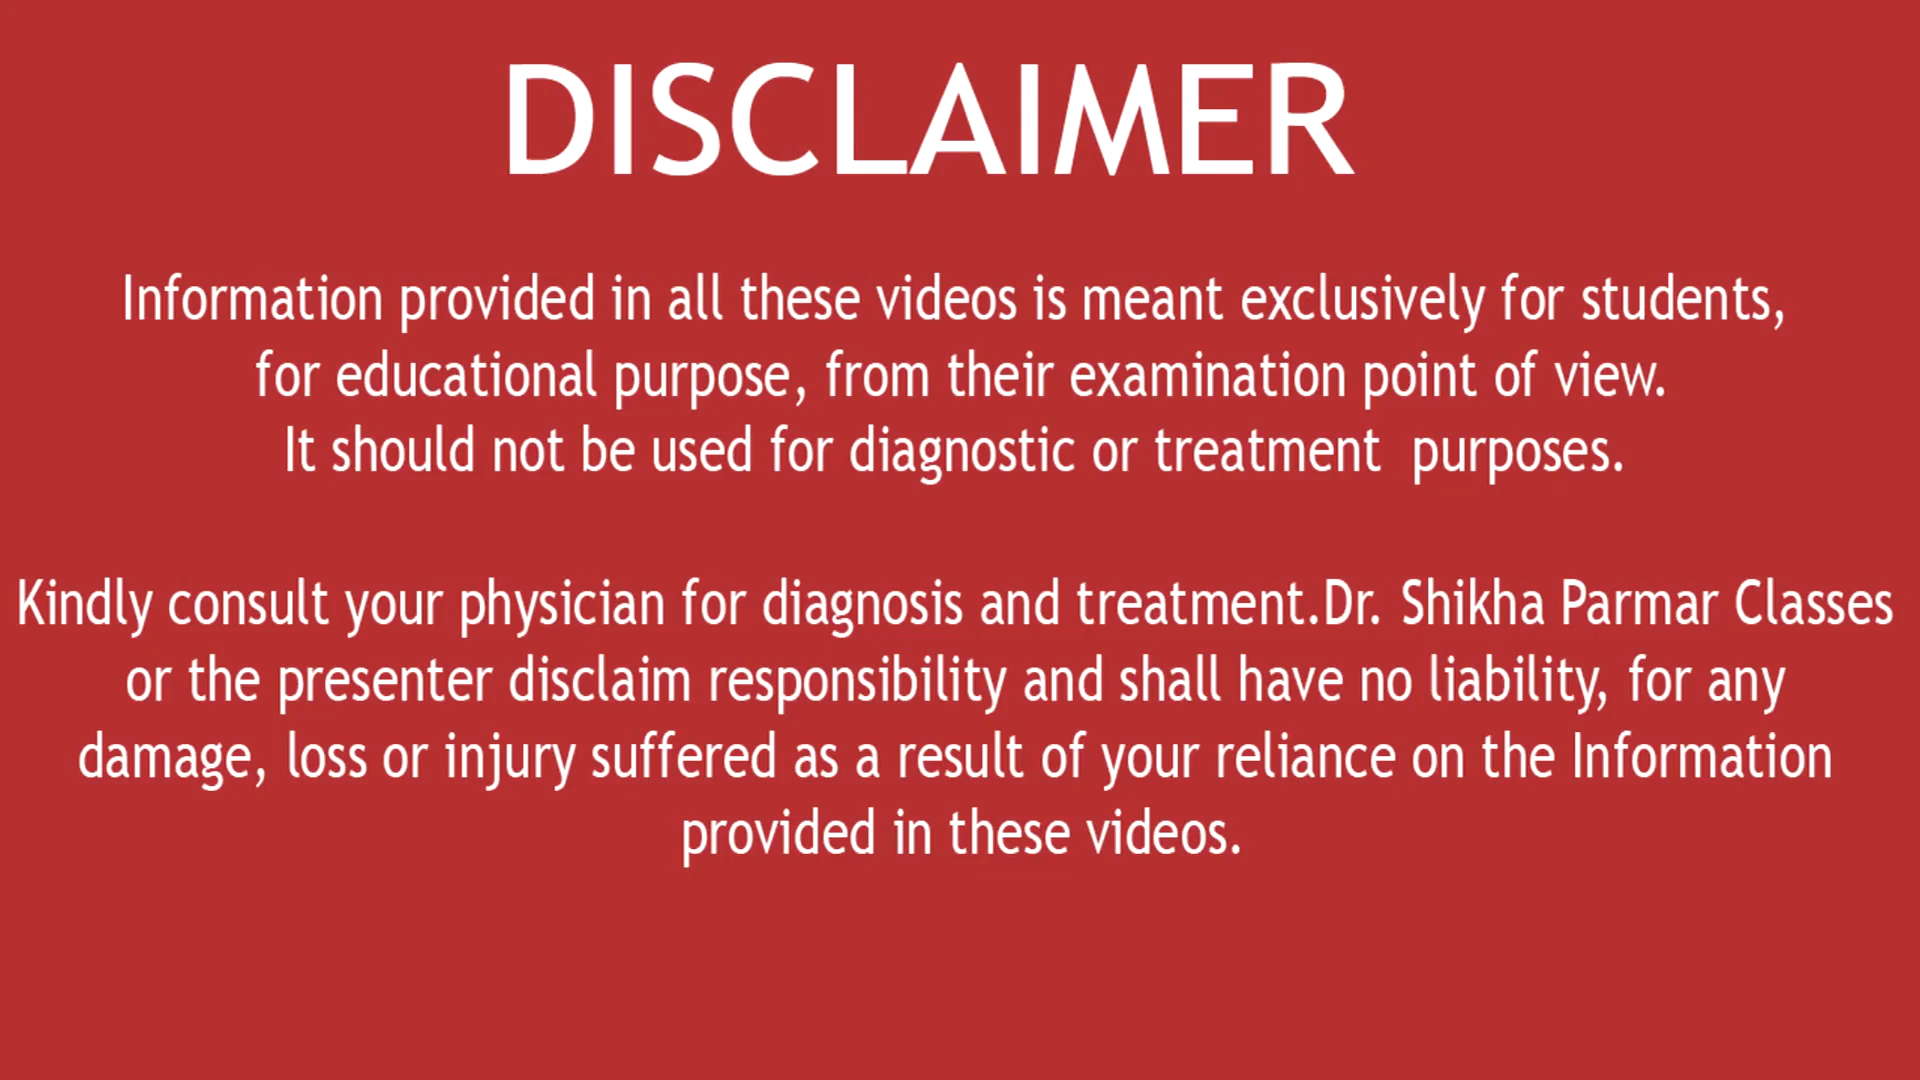 DISCLAIMER
Information provided in all these videos is meant exclusively for students,
for educational purpose, from their examination point of view.
It should not be used for diagnostic or treatment  purposes.
Kindly consult your physician for diagnosis and treatment.Dr. Shikha Parmar Classes
or the presenter disclaim responsibility and shall have no liability, for any
damage, loss or injury suffered as a result of your reliance on the Information
provided in these videos.